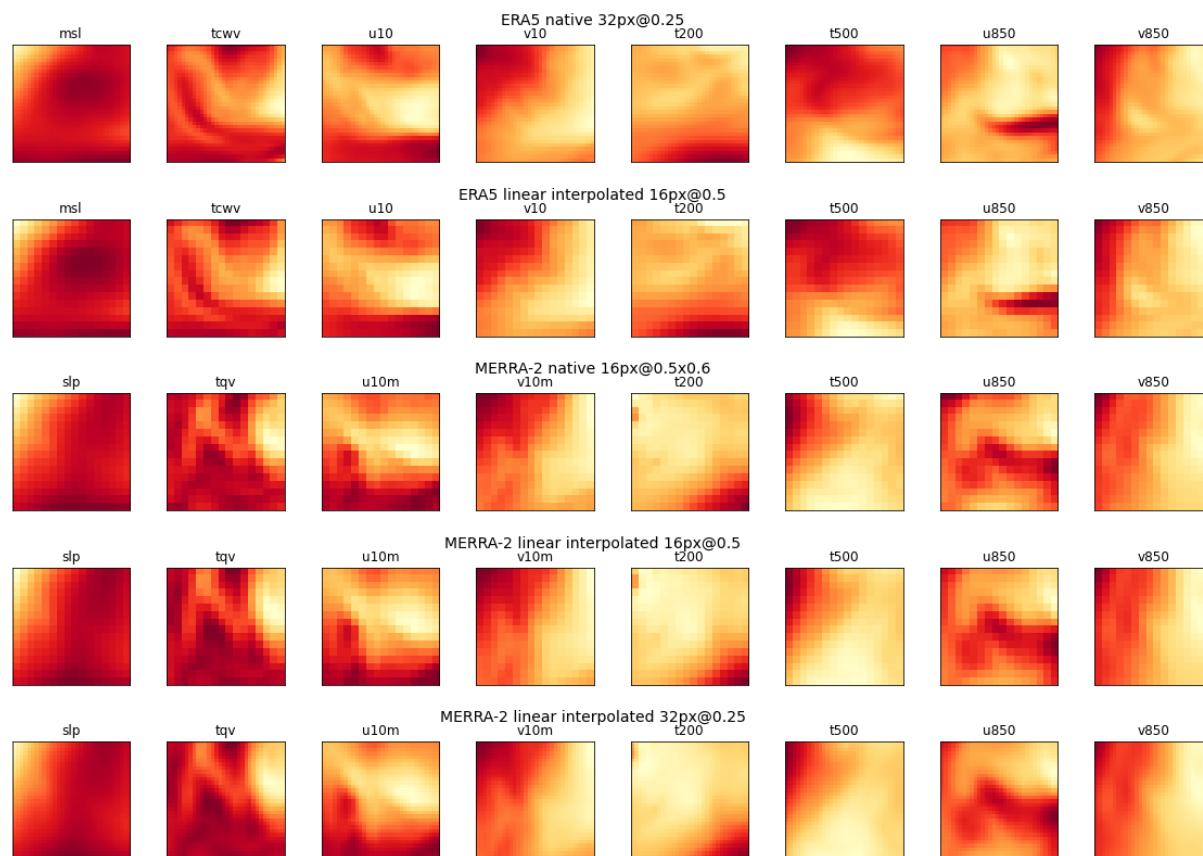 ERA5 native 32px@0.25
msl tcwv u10 v10 t200 t500 u850 v850
ERA5 linear interpolated 16px@0.5
msl tcwv u10 v10 t200 t500 u850 v850
MERRA-2 native 16px@0.5x0.6
slp tqv u10m v10m t200 t500 u850 v850
MERRA-2 linear interpolated 16px@0.5
slp tqv u10m v10m t200 t500 u850 v850
MERRA-2 linear interpolated 32px@0.25
slp tqv u10m v10m t200 t500 u850 v850